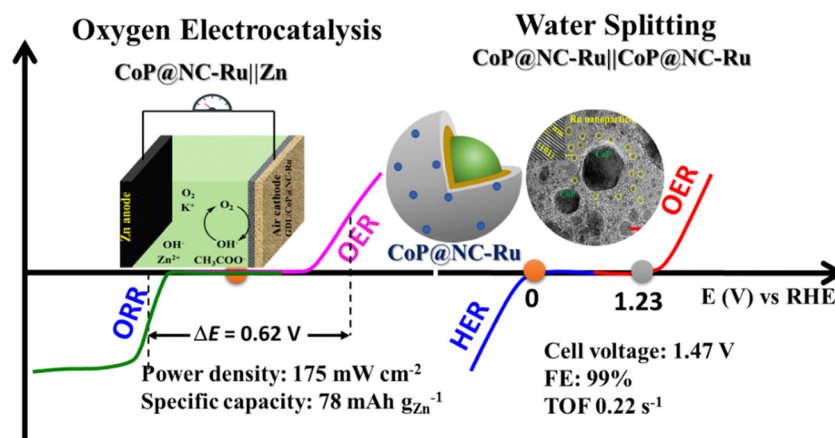 Oxygen Electrocatalysis
CoP@NC-Ru||Zn
Zn anode
O₂
K⁺
O₂
OH⁻
OH⁻
Zn²⁺
CH₃COO⁻
Air cathode
GDL/CoP@NC-Ru
ORR
OER
ΔE = 0.62 V
Power density: 175 mW cm⁻²
Specific capacity: 78 mAh gZn⁻¹
Water Splitting
CoP@NC-Ru||CoP@NC-Ru
CoP@NC-Ru
Ru nanoparticle
CoP
CoP
HER
OER
0
1.23
E (V) vs RHE
Cell voltage: 1.47 V
FE: 99%
TOF 0.22 s⁻¹